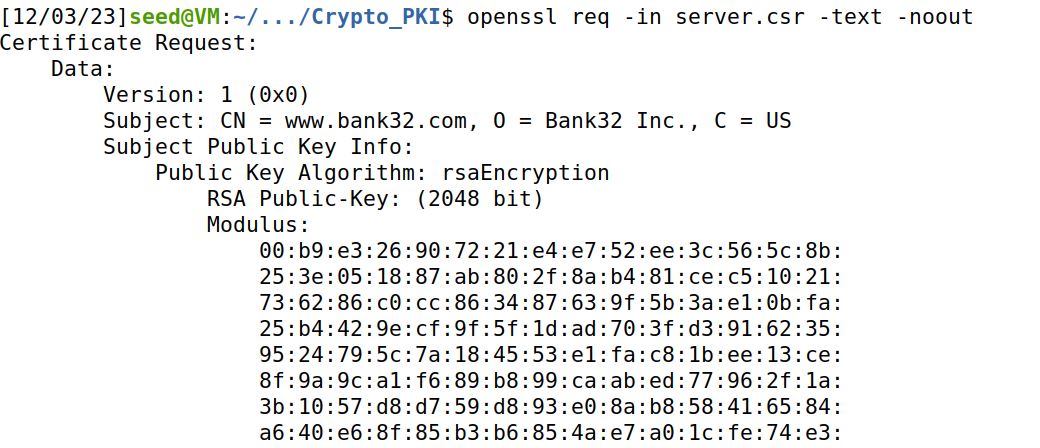 [12/03/23]seed@VM:~/.../Crypto_PKI$ openssl req -in server.csr -text -noout
Certificate Request:
    Data:
        Version: 1 (0x0)
        Subject: CN = www.bank32.com, O = Bank32 Inc., C = US
        Subject Public Key Info:
            Public Key Algorithm: rsaEncryption
                RSA Public-Key: (2048 bit)
                Modulus:
                    00:b9:e3:26:90:72:21:e4:e7:52:ee:3c:56:5c:8b:
                    25:3e:05:18:87:ab:80:2f:8a:b4:81:ce:c5:10:21:
                    73:62:86:c0:cc:86:34:87:63:9f:5b:3a:e1:0b:fa:
                    25:b4:42:9e:cf:9f:5f:1d:ad:70:3f:d3:91:62:35:
                    95:24:79:5c:7a:18:45:53:e1:fa:c8:1b:ee:13:ce:
                    8f:9a:9c:a1:f6:89:b8:99:ca:ab:ed:77:96:2f:1a:
                    3b:10:57:d8:d7:59:d8:93:e0:8a:b8:58:41:65:84:
                    a6:40:e6:8f:85:b3:b6:85:4a:e7:a0:1c:fe:74:e3: